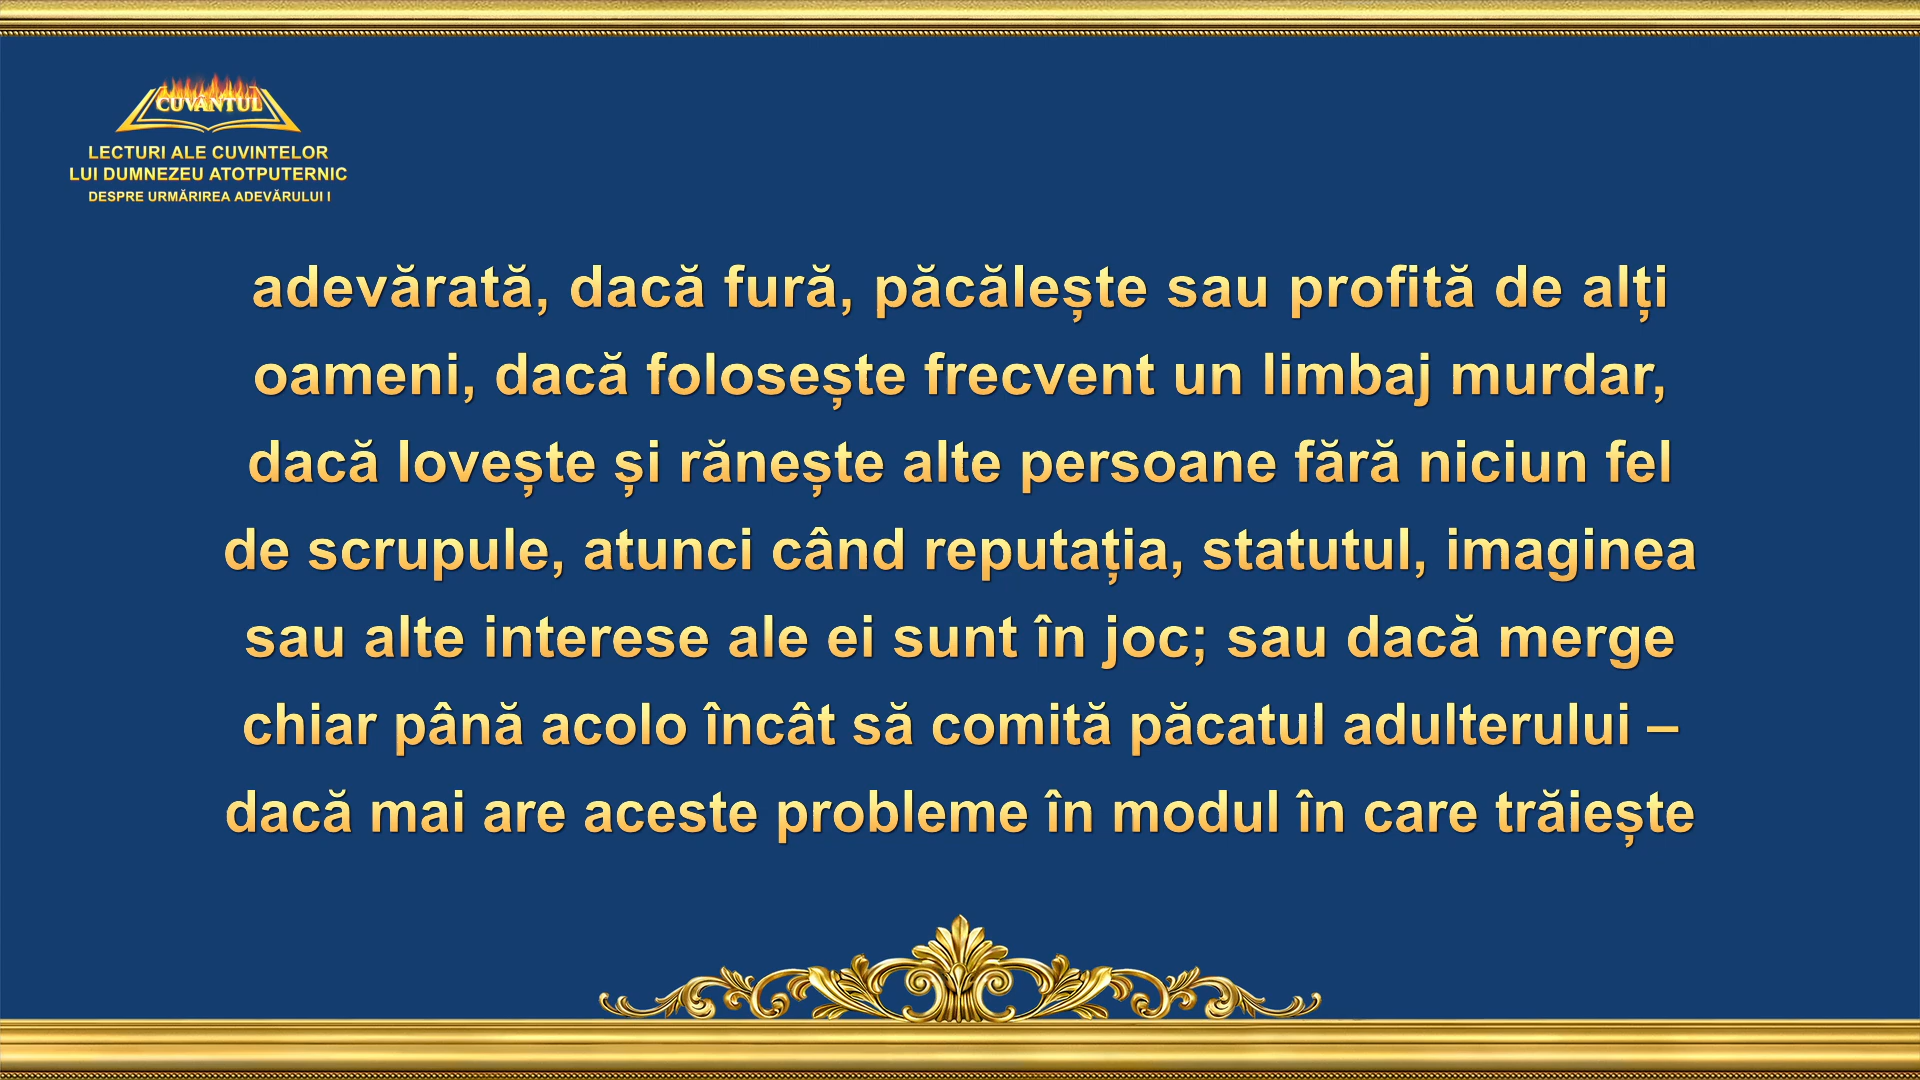 CUVÂNTUL
LECTURI ALE CUVINTELOR
LUI DUMNEZEU ATOTPUTERNIC
DESPRE URMĂRIREA ADEVĂRULUI I
adevărată, dacă fură, păcălește sau profită de alți
oameni, dacă folosește frecvent un limbaj murdar,
dacă lovește și rănește alte persoane fără niciun fel
de scrupule, atunci când reputația, statutul, imaginea
sau alte interese ale ei sunt în joc; sau dacă merge
chiar până acolo încât să comită păcatul adulterului –
dacă mai are aceste probleme în modul în care trăiește